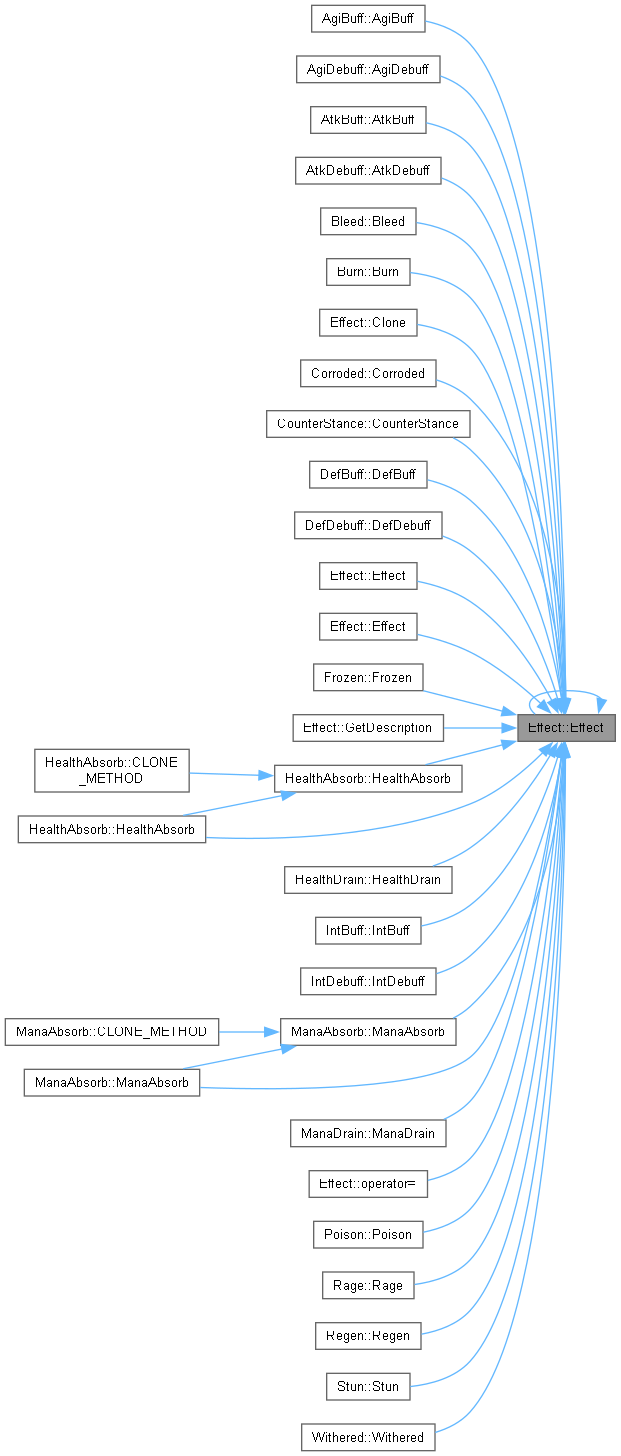 AgiBuff::AgiBuff
AgiDebuff::AgiDebuff
AtkBuff::AtkBuff
AtkDebuff::AtkDebuff
Bleed::Bleed
Burn::Burn
Effect::Clone
Corroded::Corroded
CounterStance::CounterStance
DefBuff::DefBuff
DefDebuff::DefDebuff
Effect::Effect
Effect::Effect
Frozen::Frozen
Effect::GetDescription
Effect::Effect
HealthAbsorb::CLONE
_METHOD
HealthAbsorb::HealthAbsorb
HealthAbsorb::HealthAbsorb
HealthDrain::HealthDrain
IntBuff::IntBuff
IntDebuff::IntDebuff
ManaAbsorb::CLONE_METHOD
ManaAbsorb::ManaAbsorb
ManaAbsorb::ManaAbsorb
ManaDrain::ManaDrain
Effect::operator=
Poison::Poison
Rage::Rage
Regen::Regen
Stun::Stun
Withered::Withered